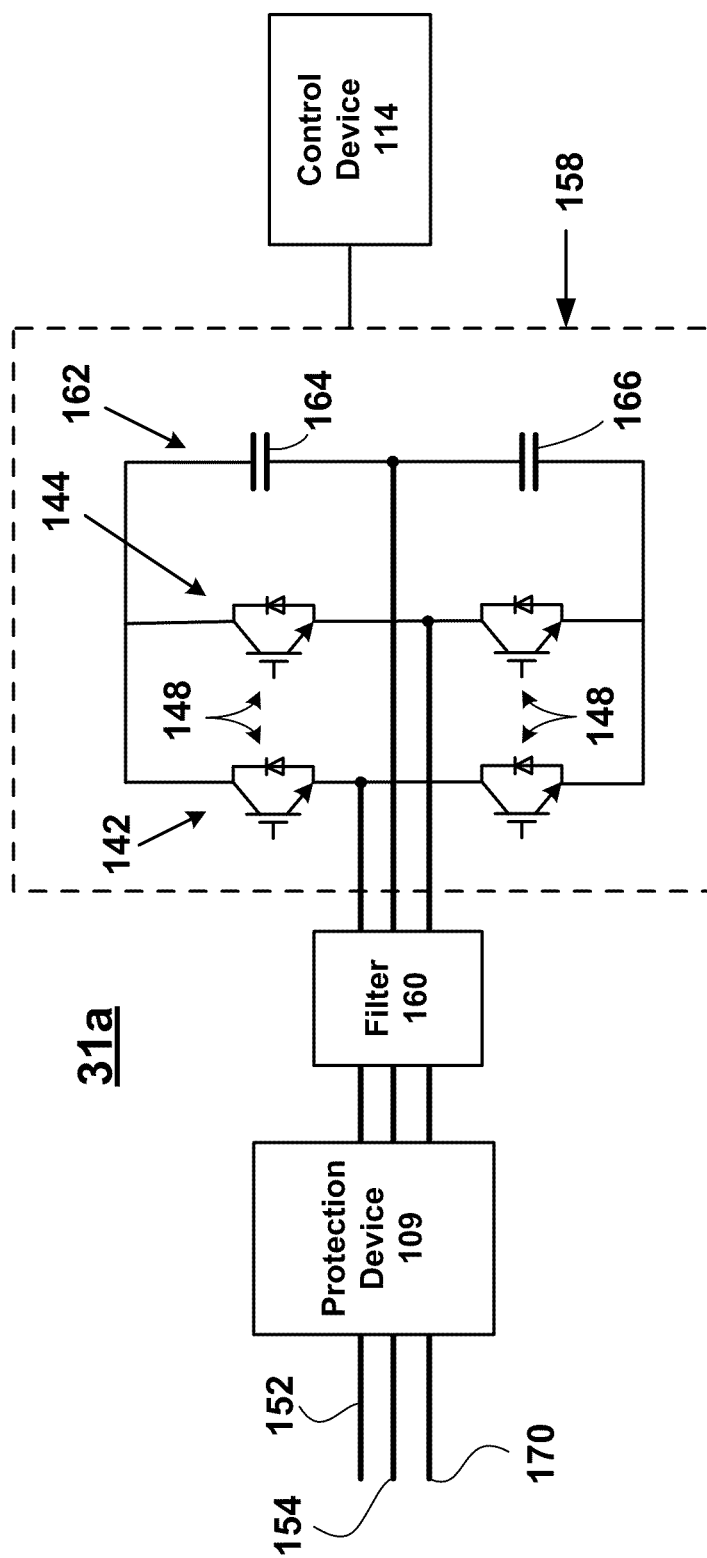 31a
Protection
Device
109
Filter
160
Control
Device
114
142
144
162
148
148
164
166
158
152
154
170